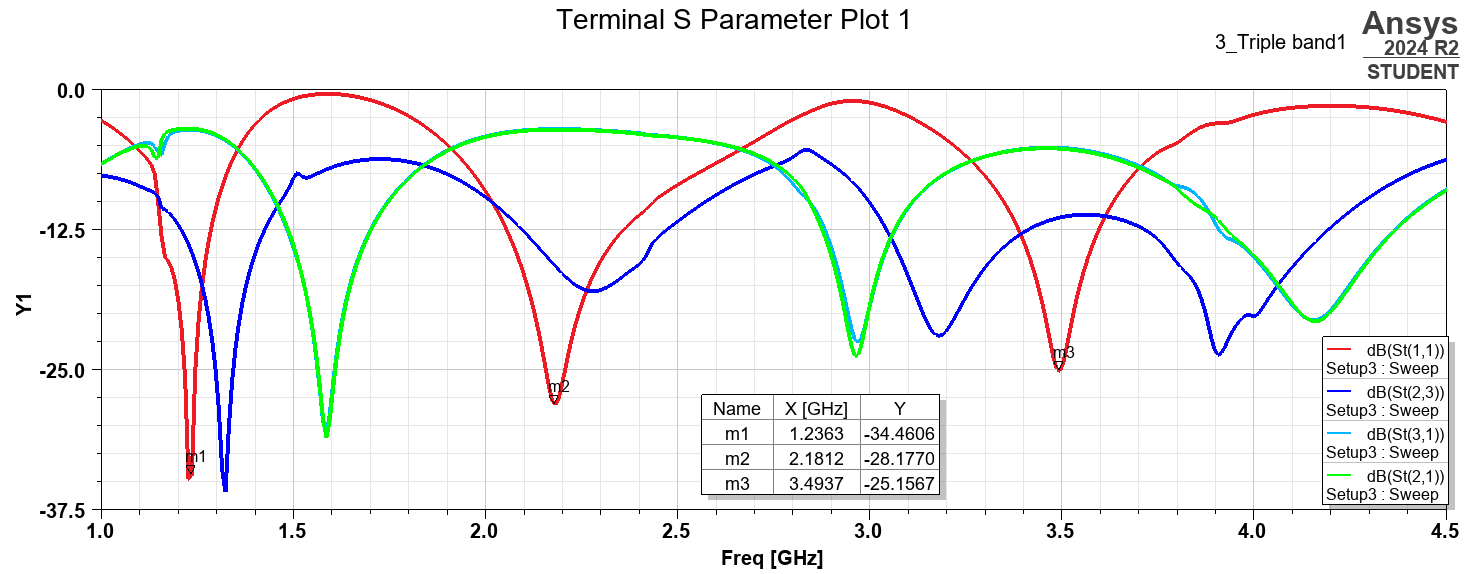 Terminal S Parameter Plot 1
Ansys
3_Triple band1
2024 R2
STUDENT
0.0
-12.5
-25.0
-37.5
Y1
m1
m2
m3
Name X [GHz] Y
m1 1.2363 -34.4606
m2 2.1812 -28.1770
m3 3.4937 -25.1567
dB(St(1,1))
Setup3 : Sweep
dB(St(2,3))
Setup3 : Sweep
dB(St(3,1))
Setup3 : Sweep
dB(St(2,1))
Setup3 : Sweep
1.0 1.5 2.0 2.5 3.0 3.5 4.0 4.5
Freq [GHz]